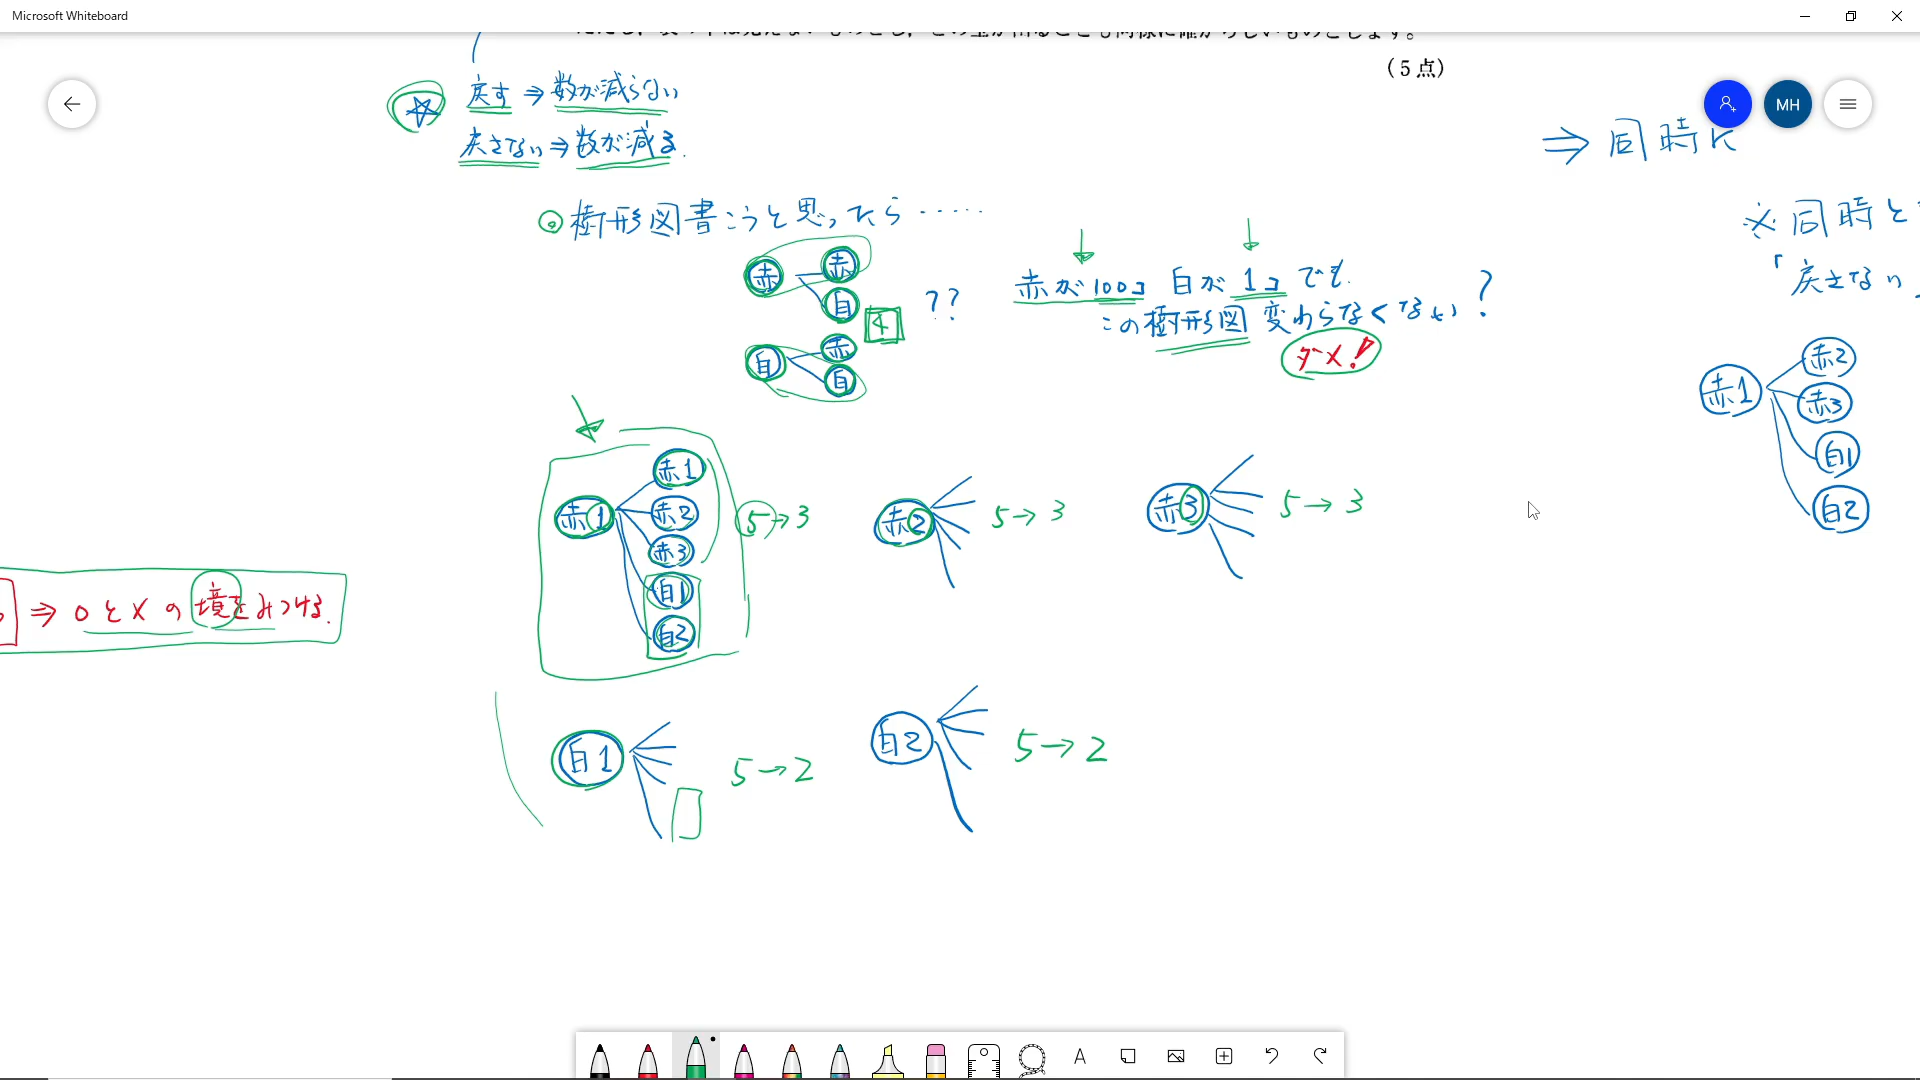 Microsoft Whiteboard
(5点)
MH
戻す ⇒ 数が減らない
戻さない ⇒ 数が減る.
⇒ 同時に
◎ 樹形図書こうと思ったら ‥‥‥
※ 同時と
「戻さない」
赤 赤
白
4
白 赤
白
??
赤が100コ 白が1コ でも
この樹形図 変わらなくない?
ダメ!
赤1 赤2
赤3
白1
白2
赤1 赤1
赤2
赤3
白1
白2
5→3
赤2 5→3
赤3 5→3
⇒ ○と×の境をみつける.
白1 5→2
白2 5→2
A